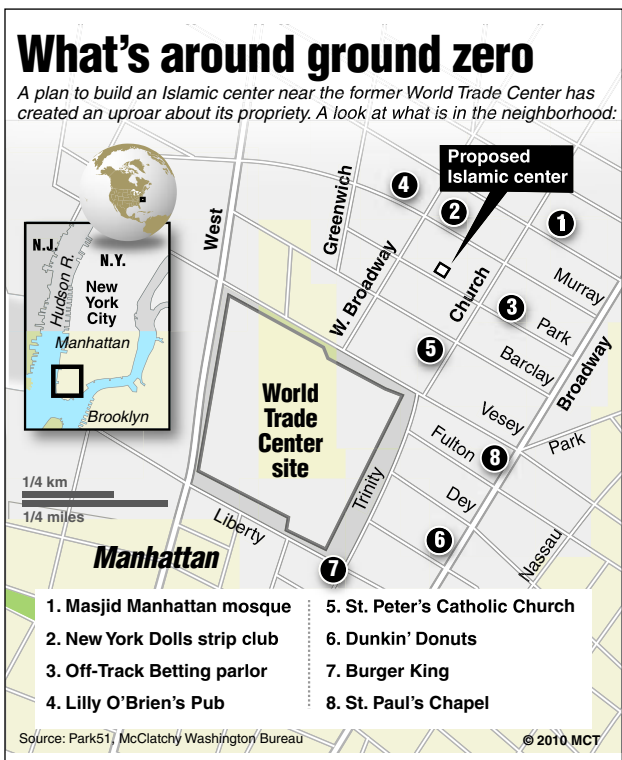 What’s around ground zero
A plan to build an Islamic center near the former World Trade Center has
created an uproar about its propriety. A look at what is in the neighborhood:
Proposed
Islamic center
4
2
1
3
5
8
6
7
N.J.
Hudson R.
N.Y.
New
York
City
Manhattan
Brooklyn
West
Greenwich
W. Broadway
Church
Murray
Park
Barclay
Broadway
Vesey
Park
Fulton
Dey
Nassau
Trinity
Liberty
World
Trade
Center
site
1/4 km
1/4 miles
Manhattan
1. Masjid Manhattan mosque
2. New York Dolls strip club
3. Off-Track Betting parlor
4. Lilly O’Brien’s Pub
5. St. Peter’s Catholic Church
6. Dunkin’ Donuts
7. Burger King
8. St. Paul’s Chapel
Source: Park51, McClatchy Washington Bureau
© 2010 MCT